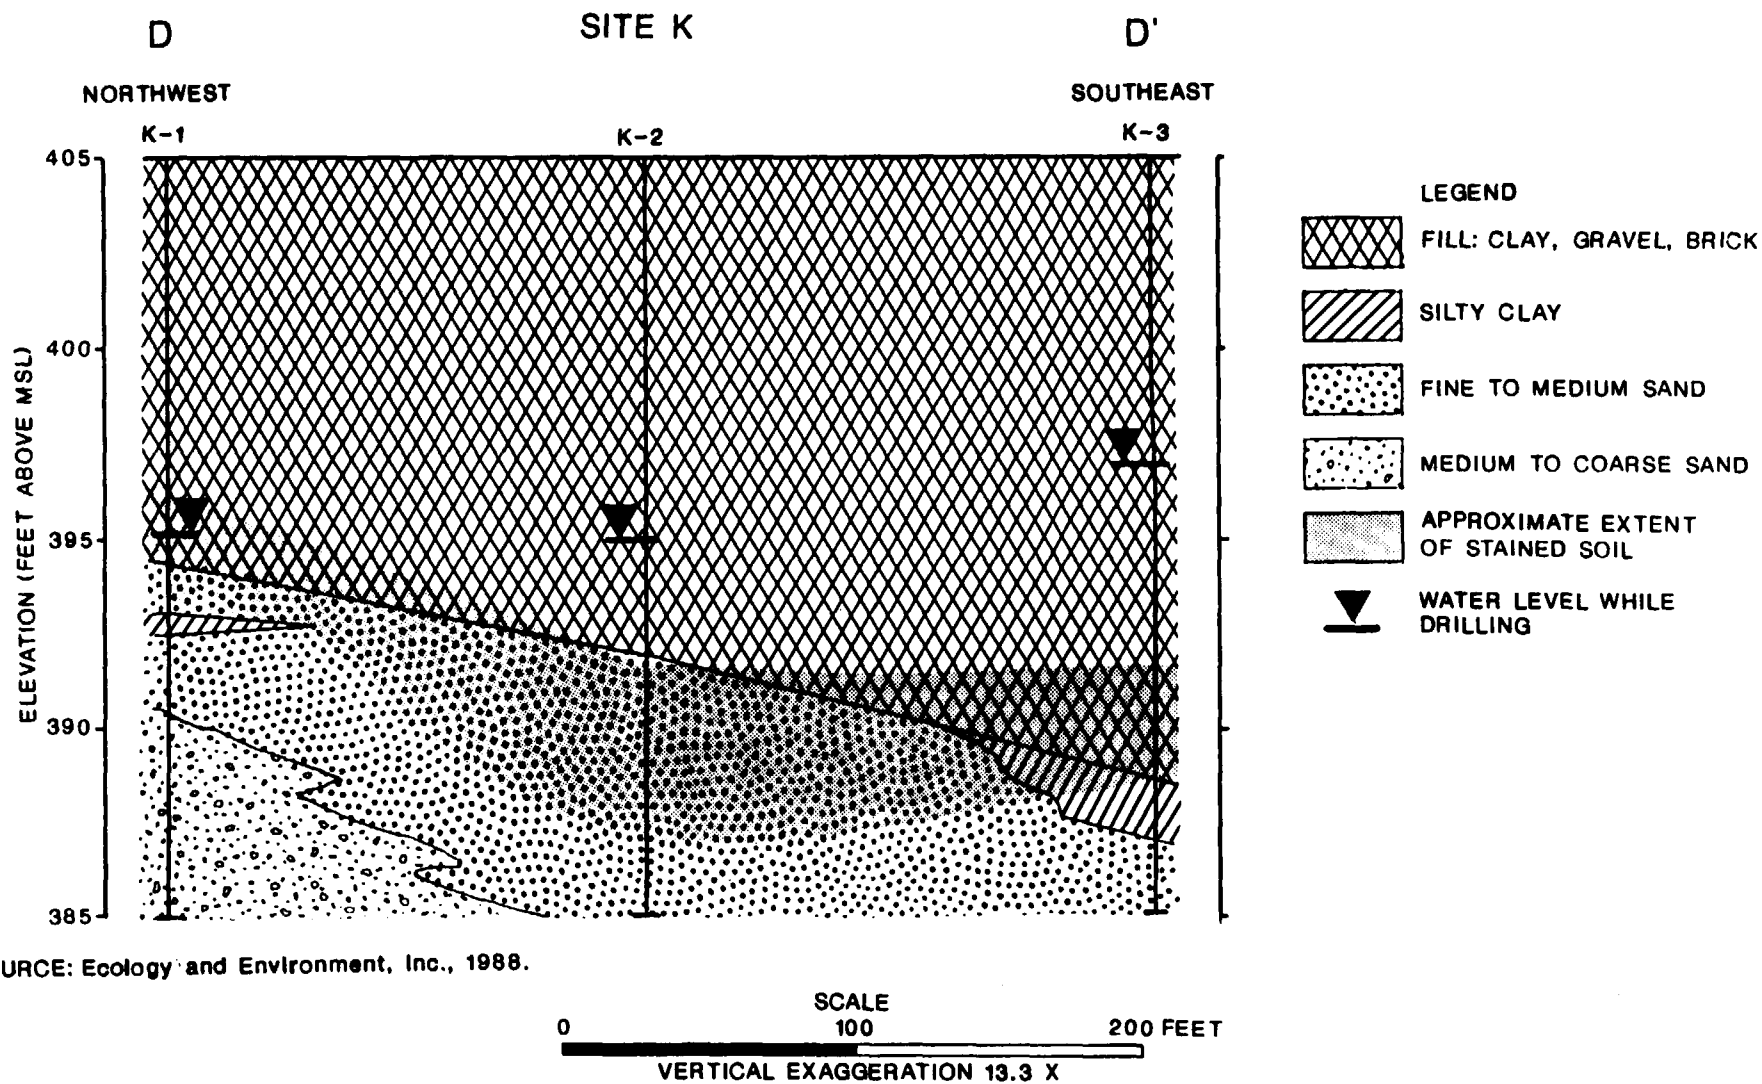 D SITE K D'
NORTHWEST SOUTHEAST
K-1 K-2 K-3
405
400
395
390
385
ELEVATION (FEET ABOVE MSL)
LEGEND
FILL: CLAY, GRAVEL, BRICK
SILTY CLAY
FINE TO MEDIUM SAND
MEDIUM TO COARSE SAND
APPROXIMATE EXTENT
OF STAINED SOIL
WATER LEVEL WHILE
DRILLING
URCE: Ecology and Environment, Inc., 1988.
SCALE
0 100 200 FEET
VERTICAL EXAGGERATION 13.3 X